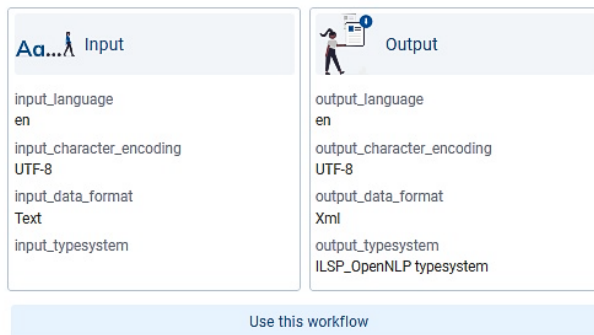 Aa... Input
input_language
en
input_character_encoding
UTF-8
input_data_format
Text
input_typesystem
Output
output_language
en
output_character_encoding
UTF-8
output_data_format
Xml
output_typesystem
ILSP_OpenNLP typesystem
Use this workflow